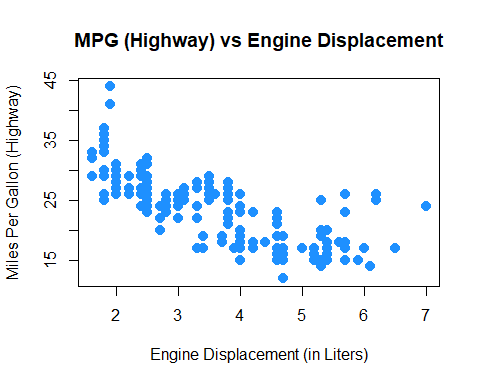 MPG (Highway) vs Engine Displacement
Miles Per Gallon (Highway)
45
35
25
15
2 3 4 5 6 7
Engine Displacement (in Liters)